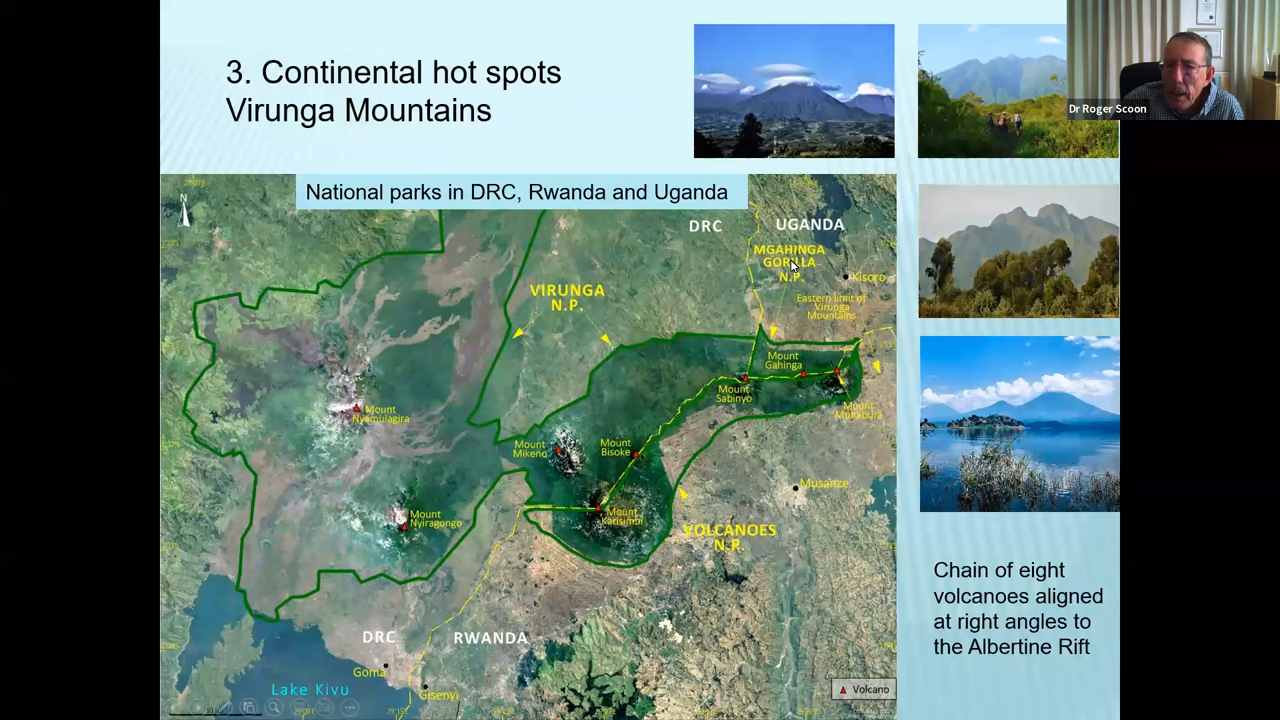 3. Continental hot spots
Virunga Mountains
Dr Roger Scoon
National parks in DRC, Rwanda and Uganda
N
DRC
UGANDA
MGAHINGA
GORILLA
N.P.
Kisoro
Eastern limit of
Virunga
Mountains
VIRUNGA
N.P.
Mount
Gahinga
Mount
Sabinyo
Mount
Muhabura
Mount
Nyamulagira
Mount
Mikeno
Mount
Bisoke
Musanze
Mount
Nyiragongo
Mount
Karisimbi
VOLCANOES
N.P.
DRC
RWANDA
Goma
Lake Kivu
Gisenyi
Volcano
Chain of eight
volcanoes aligned
at right angles to
the Albertine Rift